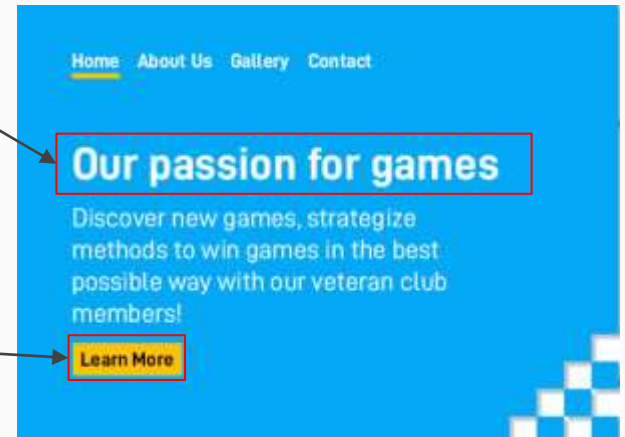 Home About Us Gallery Contact
Our passion for games
Discover new games, strategize
methods to win games in the best
possible way with our veteran club
members!
Learn More